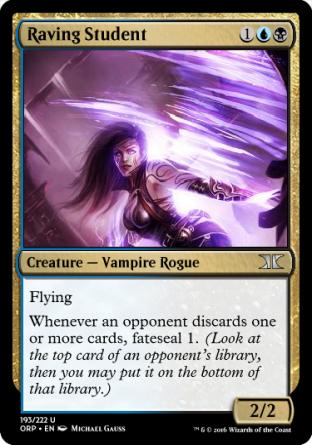 Raving Student 1
Creature — Vampire Rogue
Flying
Whenever an opponent discards one
or more cards, fateseal 1. (Look at
the top card of an opponent's library,
then you may put it on the bottom of
that library.)
2/2
193/222 U
ORP • EN Michael Gauss
™ & © 2016 Wizards of the Coast